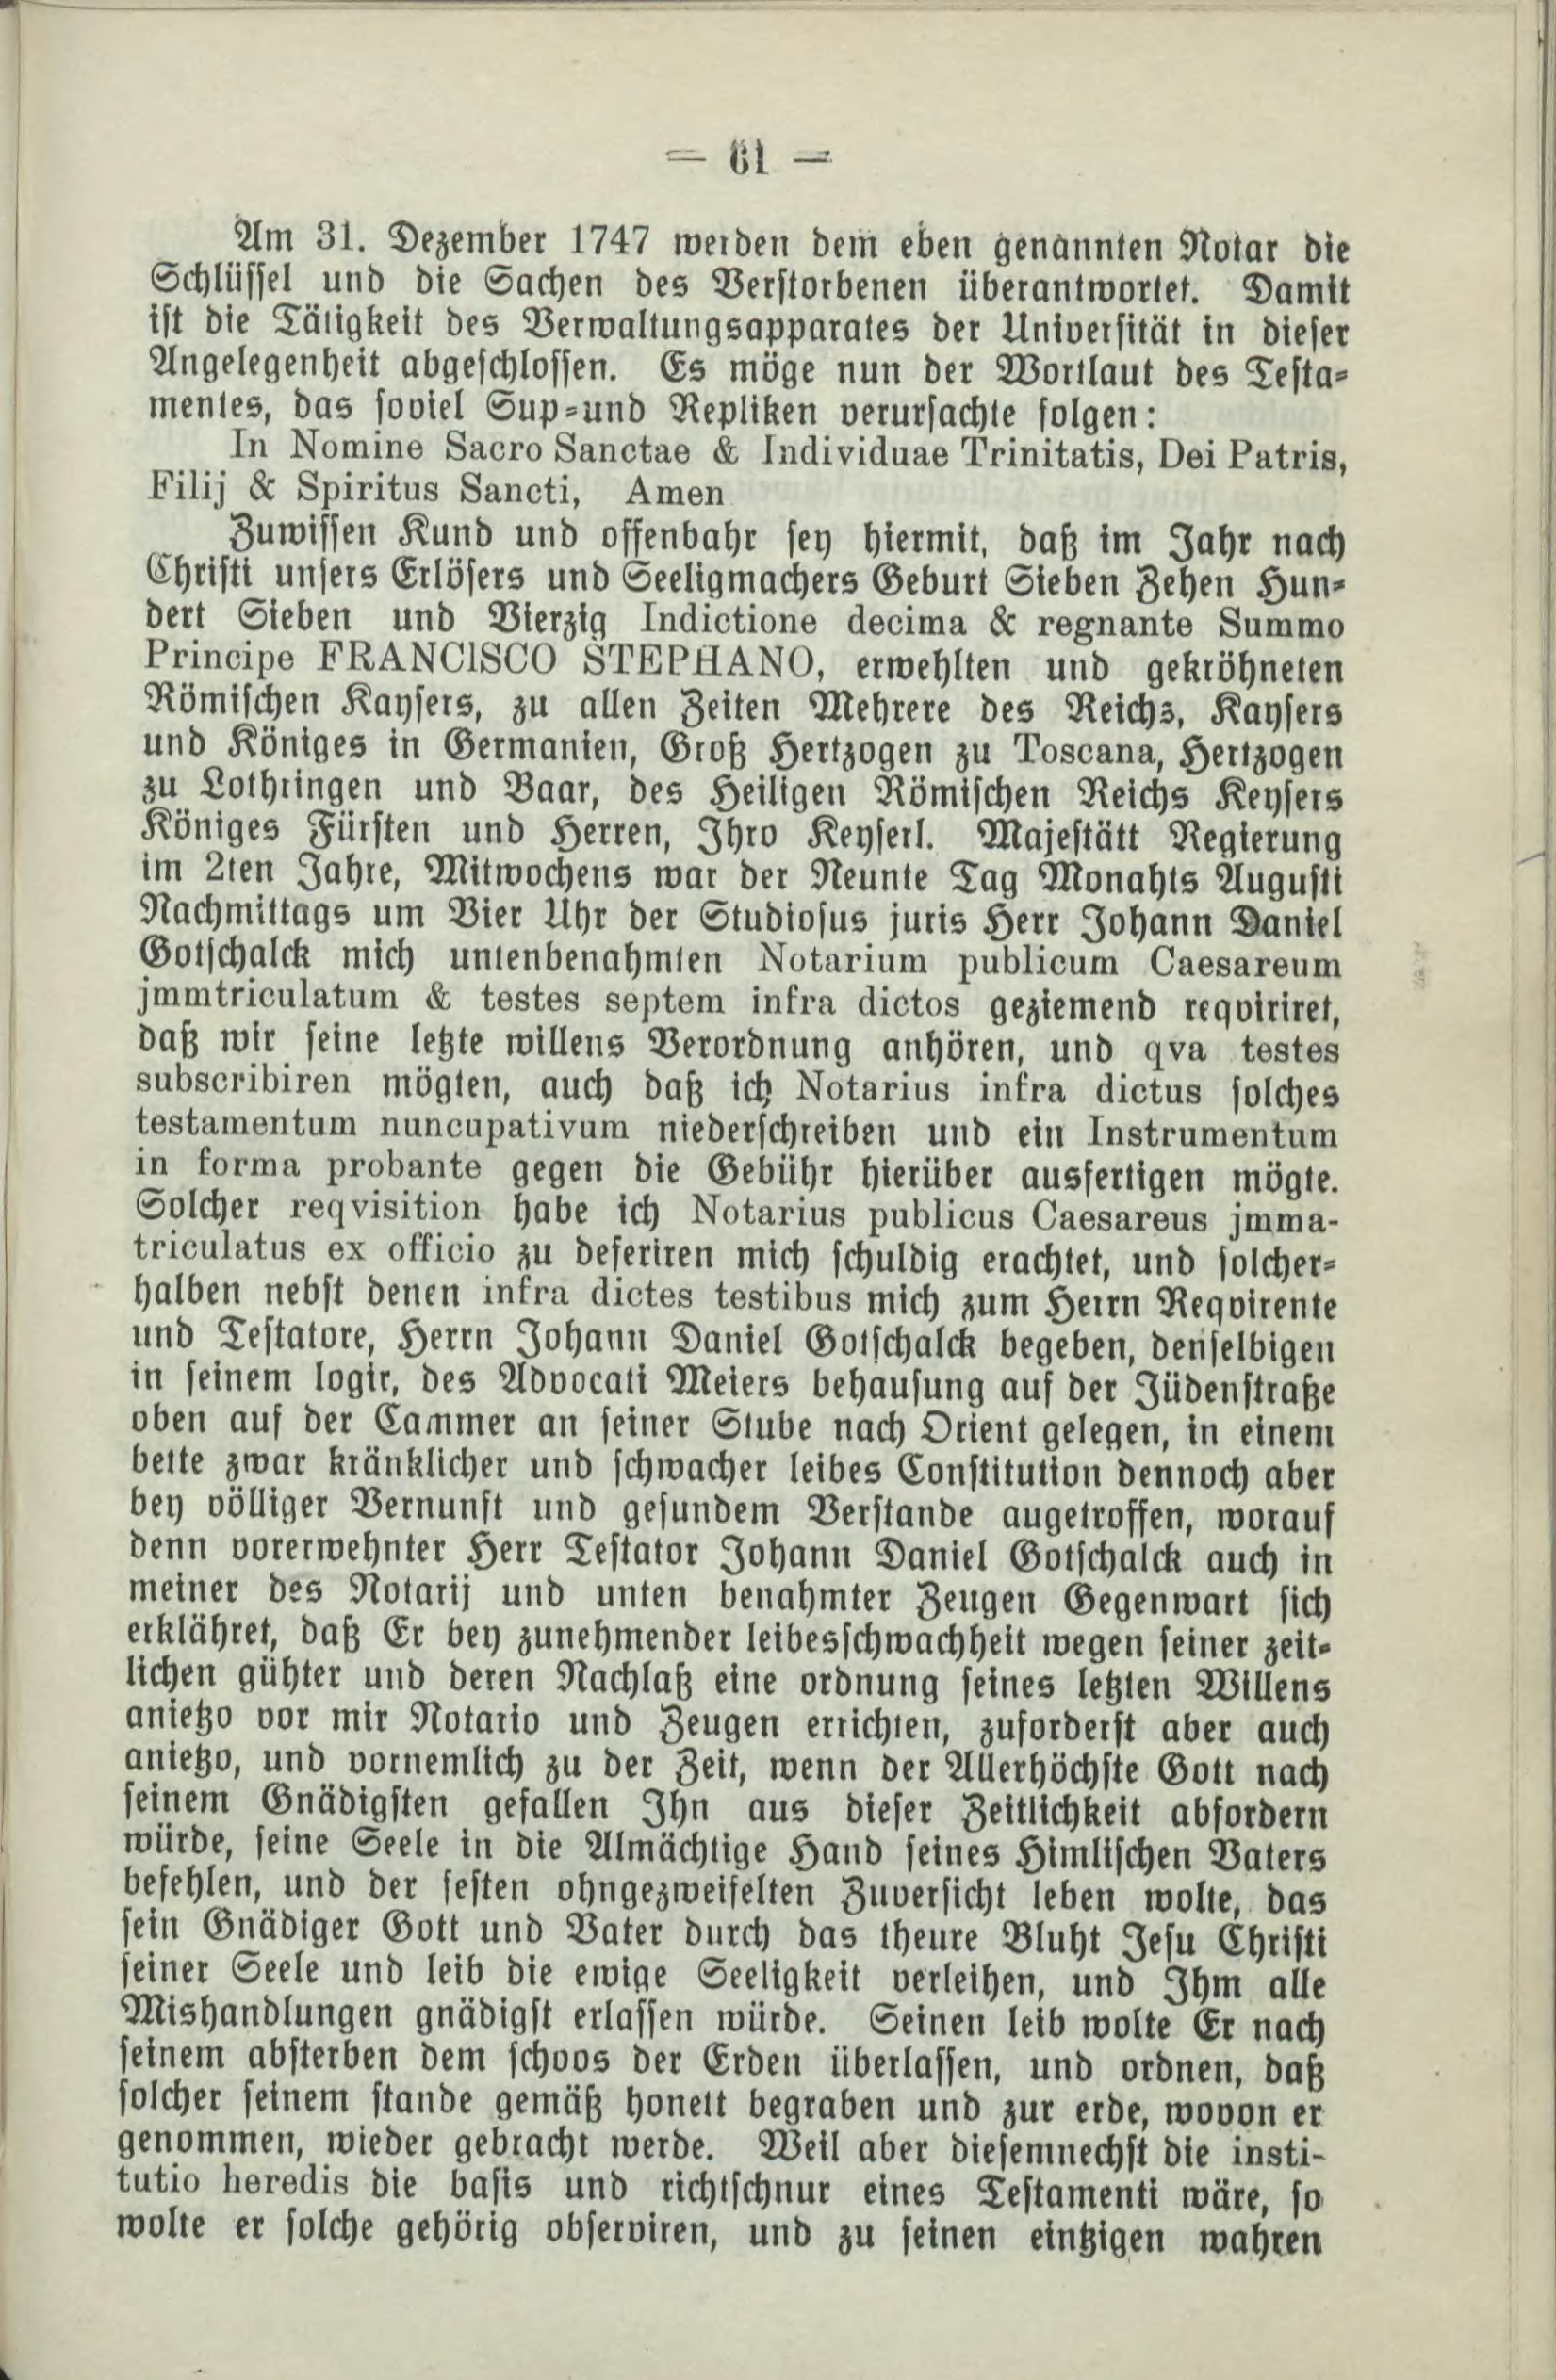 — 61 —
Am 31. Dezember 1747 werden dem eben genannten Notar die
Schlüssel und die Sachen des Verstorbenen überantwortet. Damit
ist die Tätigkeit des Verwaltungsapparates der Universität in dieser
Angelegenheit abgeschlossen. Es möge nun der Wortlaut des Testa-
mentes, das soviel Sup-und Repliken verursachte folgen:
In Nomine Sacro Sanctae & Individuae Trinitatis, Dei Patris,
Filij & Spiritus Sancti, Amen
Zuwissen Kund und offenbahr sey hiermit, daß im Jahr nach
Christi unsers Erlösers und Seeligmachers Geburt Sieben Zehen Hun-
dert Sieben und Vierzig Indictione decima & regnante Summo
Principe FRANCISCO STEPHANO, erwehlten und gekröhneten
Römischen Kaysers, zu allen Zeiten Mehrere des Reichs, Kaysers
und Königes in Germanien, Groß Hertzogen zu Toscana, Hertzogen
zu Lothringen und Baar, des Heiligen Römischen Reichs Keysers
Königes Fürsten und Herren, Ihro Keyserl. Majestätt Regierung
im 2ten Jahre, Mitwochens war der Neunte Tag Monahts Augusti
Nachmittags um Vier Uhr der Studiosus juris Herr Johann Daniel
Gotschalck mich untenbenahmten Notarium publicum Caesareum
jmmtriculatum & testes septem infra dictos geziemend requiriret,
daß wir seine letzte willens Verordnung anhören, und qva testes
subscribiren mögten, auch daß ich Notarius infra dictus solches
testamentum nuncupativum niederschreiben und ein Instrumentum
in forma probante gegen die Gebühr hierüber ausfertigen mögte.
Solcher reqvisition habe ich Notarius publicus Caesareus jmma-
triculatus ex officio zu deferiren mich schuldig erachtet, und solcher-
halben nebst denen infra dictes testibus mich zum Herrn Reqvirente
und Testatore, Herrn Johann Daniel Gotschalck begeben, denselbigen
in seinem logir, des Advocati Meiers behausung auf der Jüdenstraße
oben auf der Cammer an seiner Stube nach Orient gelegen, in einem
bette zwar kränklicher und schwacher leibes Constitution dennoch aber
bey völliger Vernunft und gesundem Verstande augetroffen, worauf
denn vorerwehnter Herr Testator Johann Daniel Gotschalck auch in
meiner des Notarij und unten benahmter Zeugen Gegenwart sich
erklähret, daß Er bey zunehmender leibesschwachheit wegen seiner zeit-
lichen gühter und deren Nachlaß eine ordnung seines letzten Willens
anietzo vor mir Notario und Zeugen errichten, zuforderst aber auch
anietzo, und vornemlich zu der Zeit, wenn der Allerhöchste Gott nach
seinem Gnädigsten gefallen Ihn aus dieser Zeitlichkeit abfordern
würde, seine Seele in die Almächtige Hand seines Himlischen Vaters
befehlen, und der festen ohngezweifelten Zuversicht leben wolte, das
sein Gnädiger Gott und Vater durch das theure Bluht Jesu Christi
seiner Seele und leib die ewige Seeligkeit verleihen, und Ihm alle
Mishandlungen gnädigst erlassen würde. Seinen leib wolte Er nach
seinem absterben dem schoos der Erden überlassen, und ordnen, daß
solcher seinem stande gemäß honett begraben und zur erde, wovon er
genommen, wieder gebracht werde. Weil aber diesemnechst die insti-
tutio heredis die basis und richtschnur eines Testamenti wäre, so
wolte er solche gehörig observiren, und zu seinen eintzigen wahren